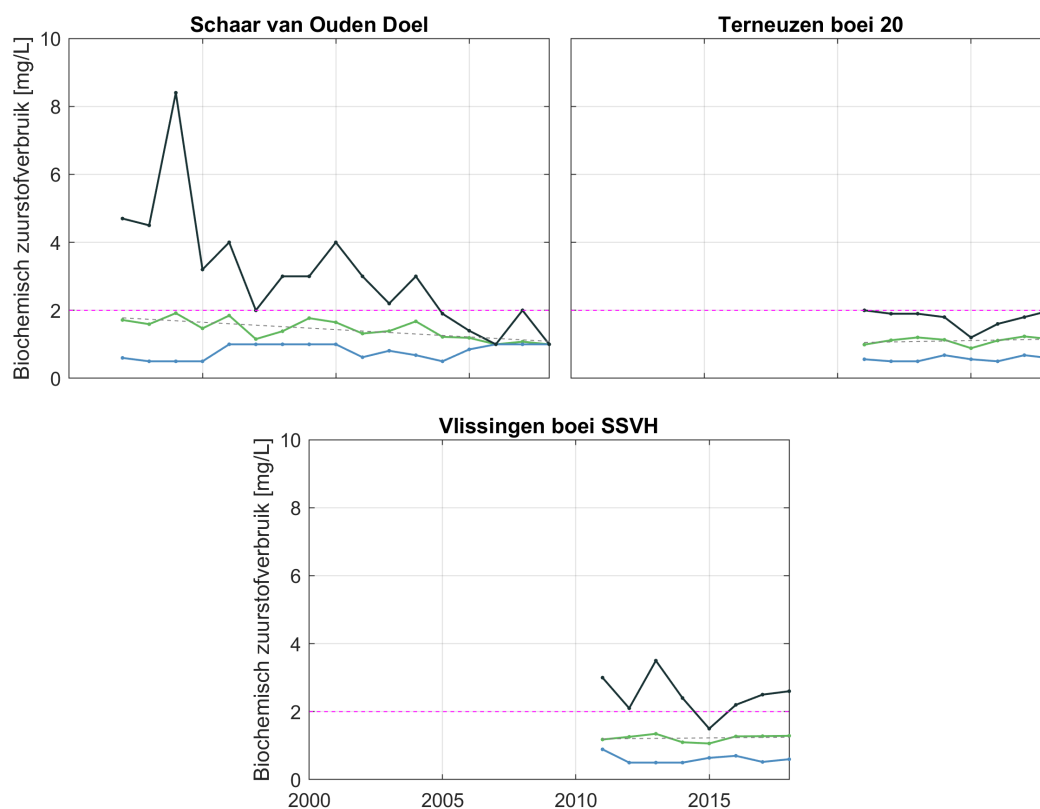 Schaar van Ouden Doel
Terneuzen boei 20
Biochemisch zuurstofverbruik [mg/L]
10
8
6
4
2
0
Vlissingen boei SSVH
Biochemisch zuurstofverbruik [mg/L]
10
8
6
4
2
0
2000 2005 2010 2015